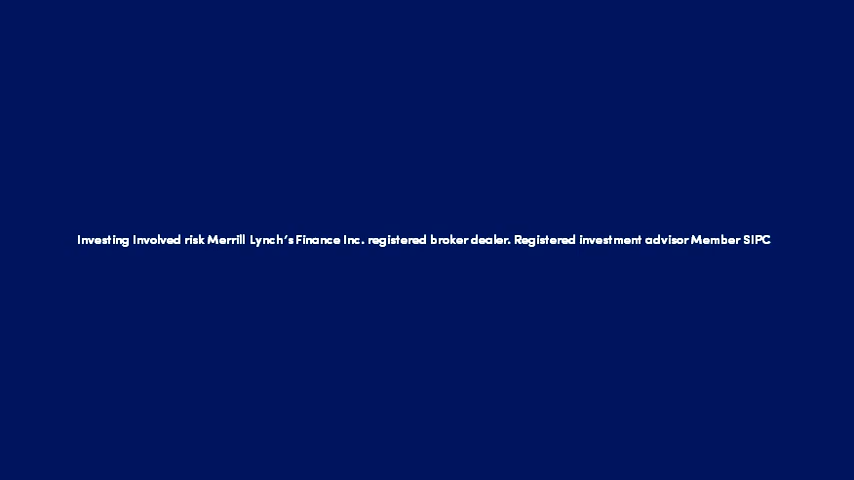 Investing Involved risk Merrill Lynch's Finance Inc. registered broker dealer. Registered investment advisor Member SIPC